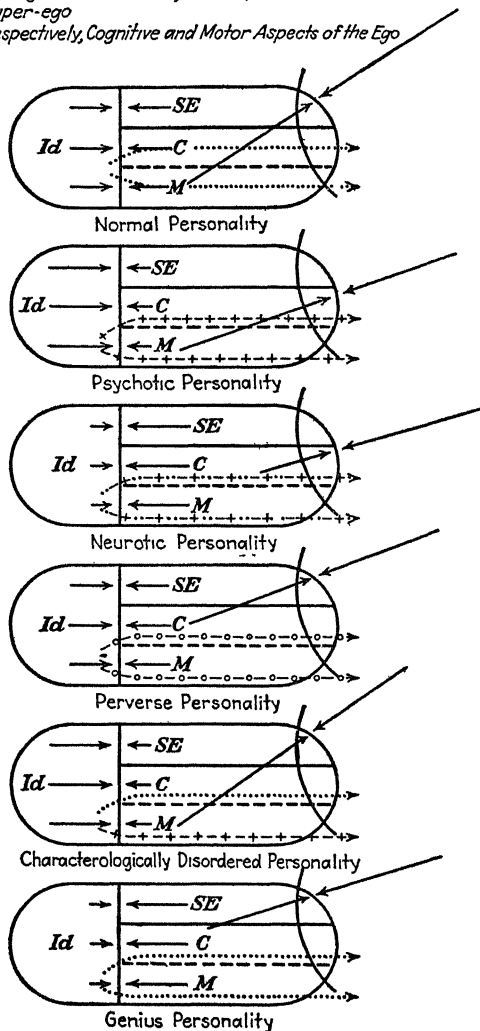 per-ego
spectively, Cognitive and Motor Aspects of the Ego
SE
Id C
M
Normal Personality
SE
Id C
M
Psychotic Personality
SE
Id C
M
Neurotic Personality
SE
Id C
M
Perverse Personality
SE
Id C
M
Characterologically Disordered Personality
SE
Id C
M
Genius Personality